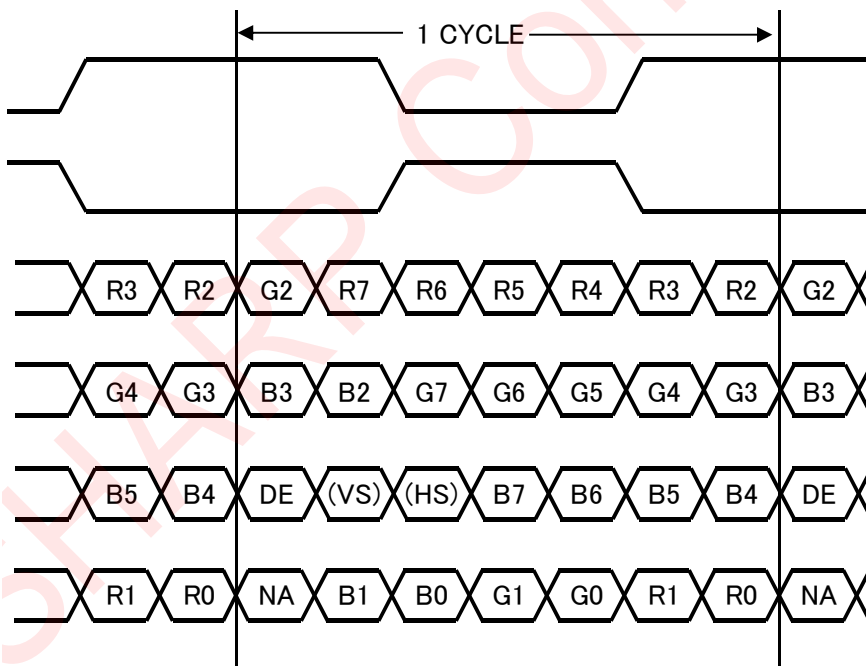 1 CYCLE
R3 R2 G2 R7 R6 R5 R4 R3 R2 G2
G4 G3 B3 B2 G7 G6 G5 G4 G3 B3
B5 B4 DE (VS) (HS) B7 B6 B5 B4 DE
R1 R0 NA B1 B0 G1 G0 R1 R0 NA
SHARP Con